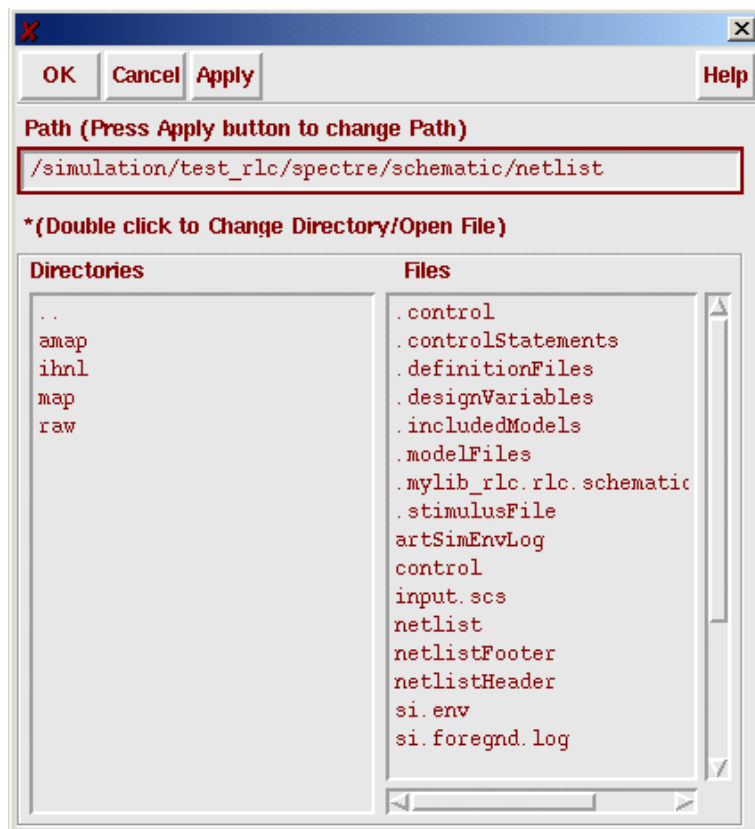 OK Cancel Apply Help
Path (Press Apply button to change Path)
/simulation/test_rlc/spectre/schematic/netlist
*(Double click to Change Directory/Open File)
Directories
..
amap
ihnl
map
raw
Files
.control
.controlStatements
.definitionFiles
.designVariables
.includedModels
.modelFiles
.mylib_rlc.rlc.schematic
.stimulusFile
artSimEnvLog
control
input.scs
netlist
netlistFooter
netlistHeader
si.env
si.foregnd.log